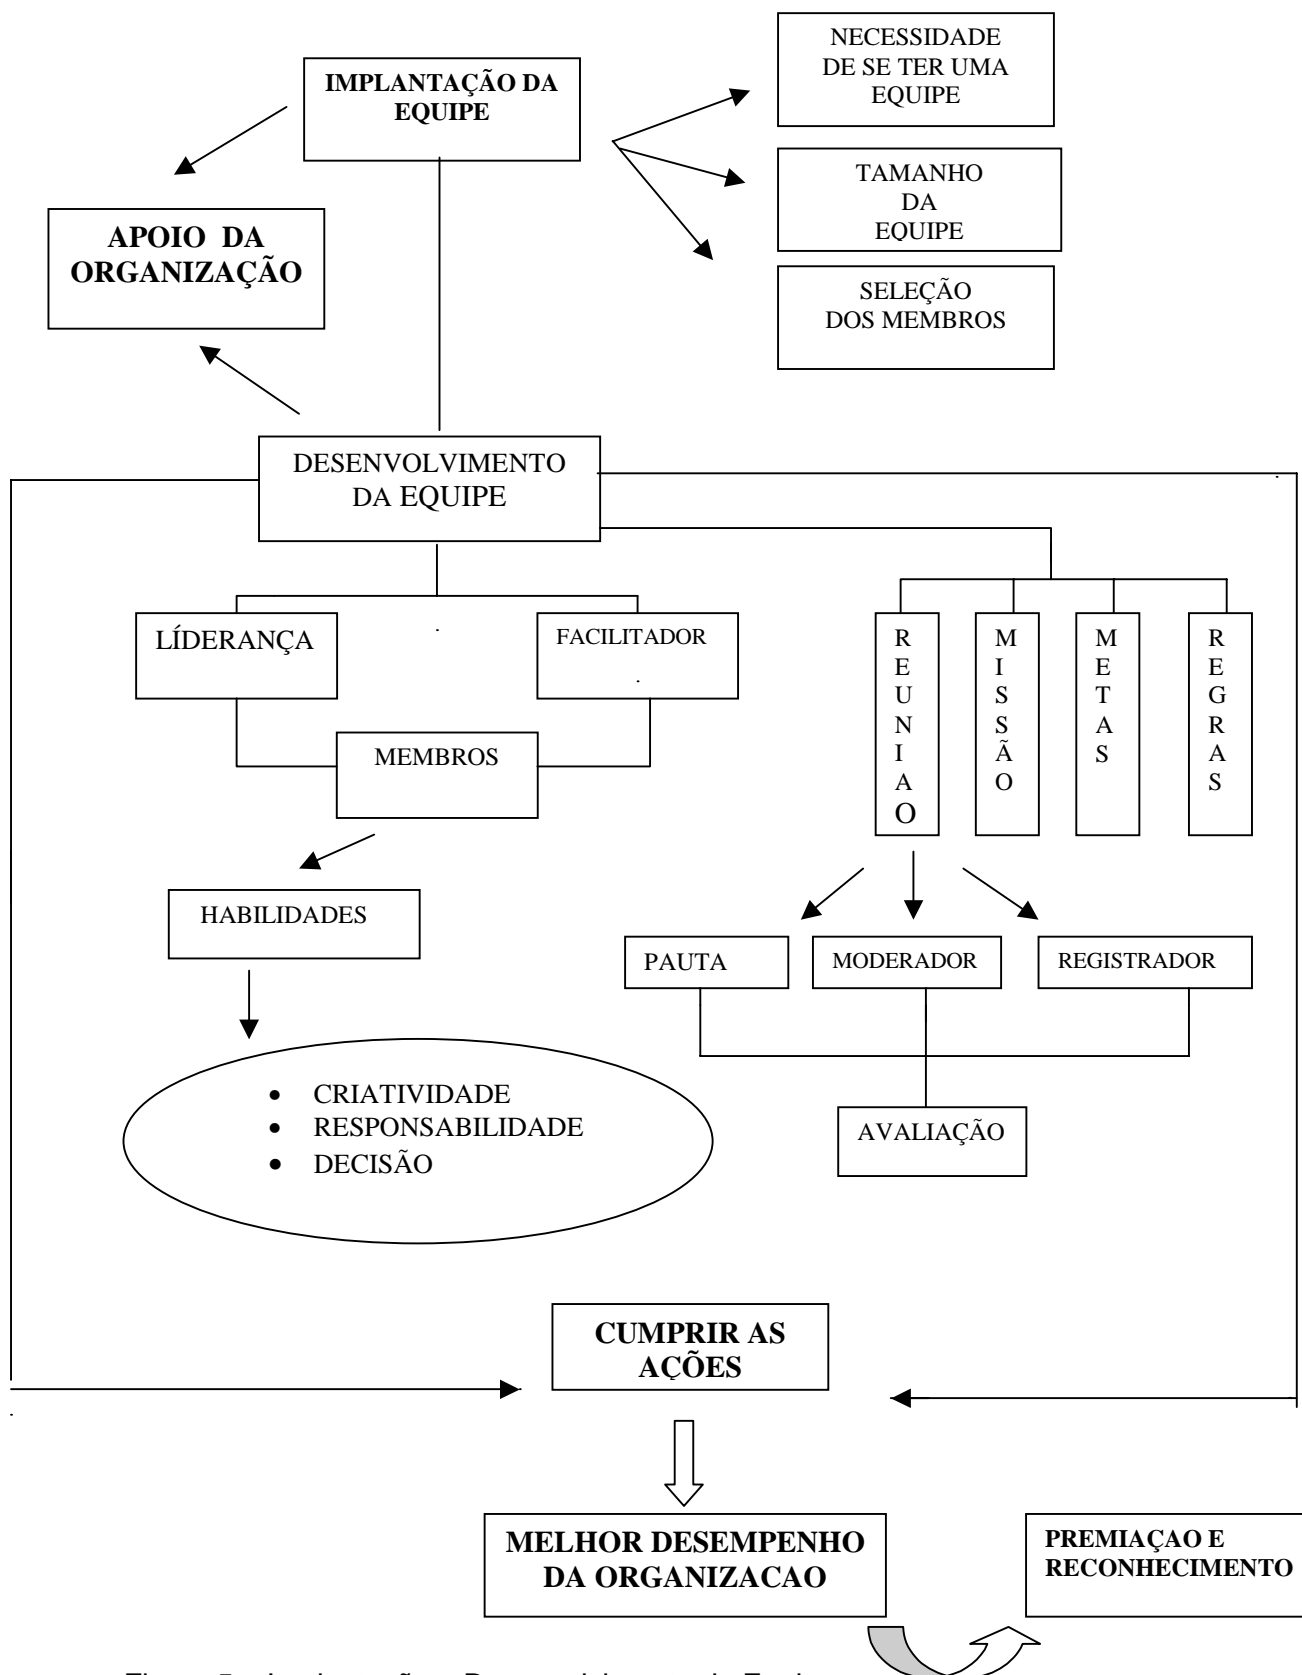 IMPLANTAÇÃO DA
EQUIPE
NECESSIDADE
DE SE TER UMA
EQUIPE
TAMANHO
DA
EQUIPE
SELEÇÃO
DOS MEMBROS
APOIO DA
ORGANIZAÇÃO
DESENVOLVIMENTO
DA EQUIPE
LÍDERANÇA
FACILITADOR
MEMBROS
R
E
U
N
I
A
O
M
I
S
S
Ã
O
M
E
T
A
S
R
E
G
R
A
S
HABILIDADES
PAUTA
MODERADOR
REGISTRADOR
• CRIATIVIDADE
• RESPONSABILIDADE
• DECISÃO
AVALIAÇÃO
CUMPRIR AS
AÇÕES
MELHOR DESEMPENHO
DA ORGANIZACAO
PREMIAÇAO E
RECONHECIMENTO